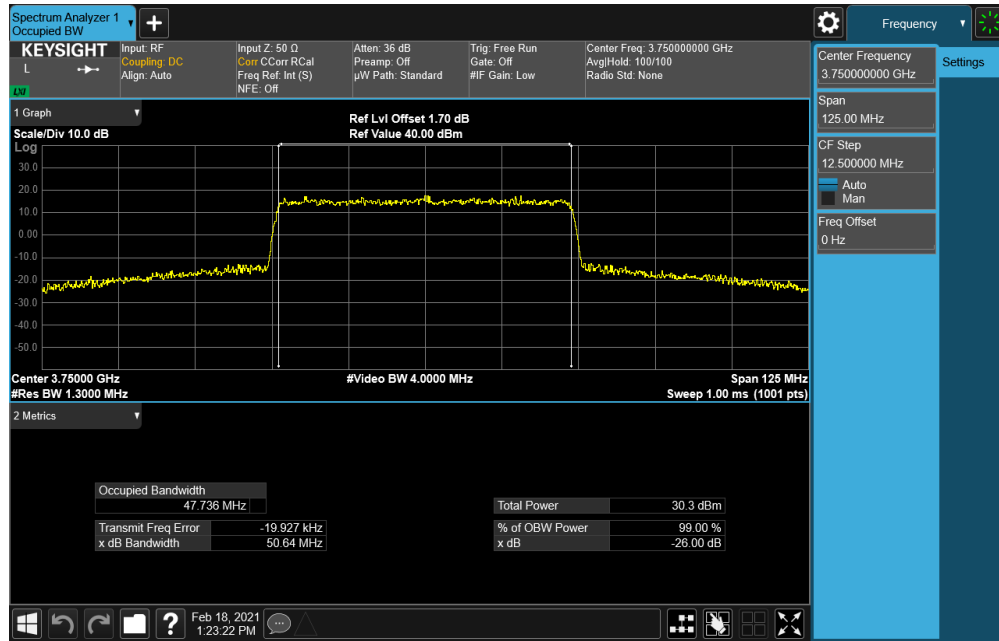 Spectrum Analyzer 1
Occupied BW
Frequency
KEYSIGHT
L
LXI
Input: RF
Coupling: DC
Align: Auto
Input Z: 50 Ω
Corr CCorr RCal
Freq Ref: Int (S)
NFE: Off
Atten: 36 dB
Preamp: Off
µW Path: Standard
Trig: Free Run
Gate: Off
#IF Gain: Low
Center Freq: 3.750000000 GHz
Avg|Hold: 100/100
Radio Std: None
Center Frequency
3.750000000 GHz
Settings
Span
125.00 MHz
CF Step
12.500000 MHz
Auto
Man
Freq Offset
0 Hz
1 Graph
Scale/Div 10.0 dB
Ref Lvl Offset 1.70 dB
Ref Value 40.00 dBm
Log
30.0
20.0
10.0
0.00
-10.0
-20.0
-30.0
-40.0
-50.0
Center 3.75000 GHz
#Res BW 1.3000 MHz
#Video BW 4.0000 MHz
Span 125 MHz
Sweep 1.00 ms (1001 pts)
2 Metrics
Occupied Bandwidth
47.736 MHz
Transmit Freq Error -19.927 kHz
x dB Bandwidth 50.64 MHz
Total Power 30.3 dBm
% of OBW Power 99.00 %
x dB -26.00 dB
?
Feb 18, 2021
1:23:22 PM